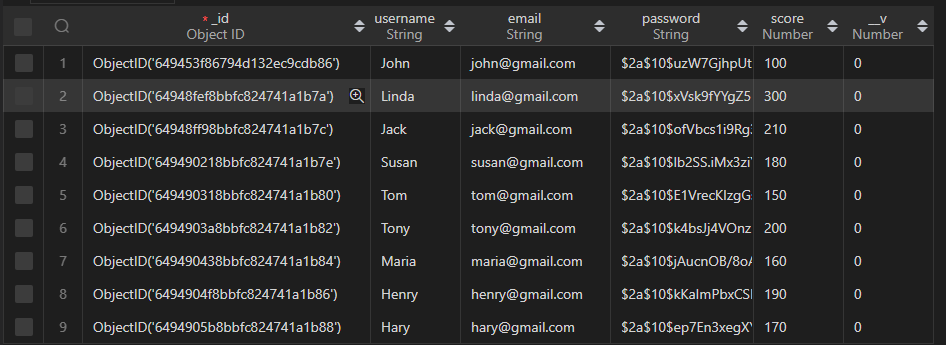 * _id username email password score __v
Object ID String String String Number Number
1 ObjectID('649453f86794d132ec9cdb86') John john@gmail.com $2a$10$uzW7GjhpUt 100 0
2 ObjectID('64948fef8bbfc824741a1b7a') Linda linda@gmail.com $2a$10$xVsk9fYYgZ5 300 0
3 ObjectID('64948ff98bbfc824741a1b7c') Jack jack@gmail.com $2a$10$ofVbcs1i9Rg 210 0
4 ObjectID('649490218bbfc824741a1b7e') Susan susan@gmail.com $2a$10$Ib2SS.iMx3zi 180 0
5 ObjectID('649490318bbfc824741a1b80') Tom tom@gmail.com $2a$10$E1VrecKIzgG 150 0
6 ObjectID('6494903a8bbfc824741a1b82') Tony tony@gmail.com $2a$10$k4bsJj4VOnz 200 0
7 ObjectID('649490438bbfc824741a1b84') Maria maria@gmail.com $2a$10$jAucnOB/8o 160 0
8 ObjectID('6494904f8bbfc824741a1b86') Henry henry@gmail.com $2a$10$kKaImPbxCS 190 0
9 ObjectID('6494905b8bbfc824741a1b88') Hary hary@gmail.com $2a$10$ep7En3xegX 170 0